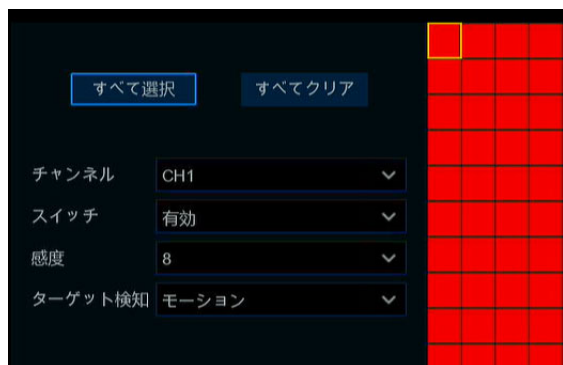 すべて選択 すべてクリア
チャンネル CH1
スイッチ 有効
感度 8
ターゲット検知 モーション